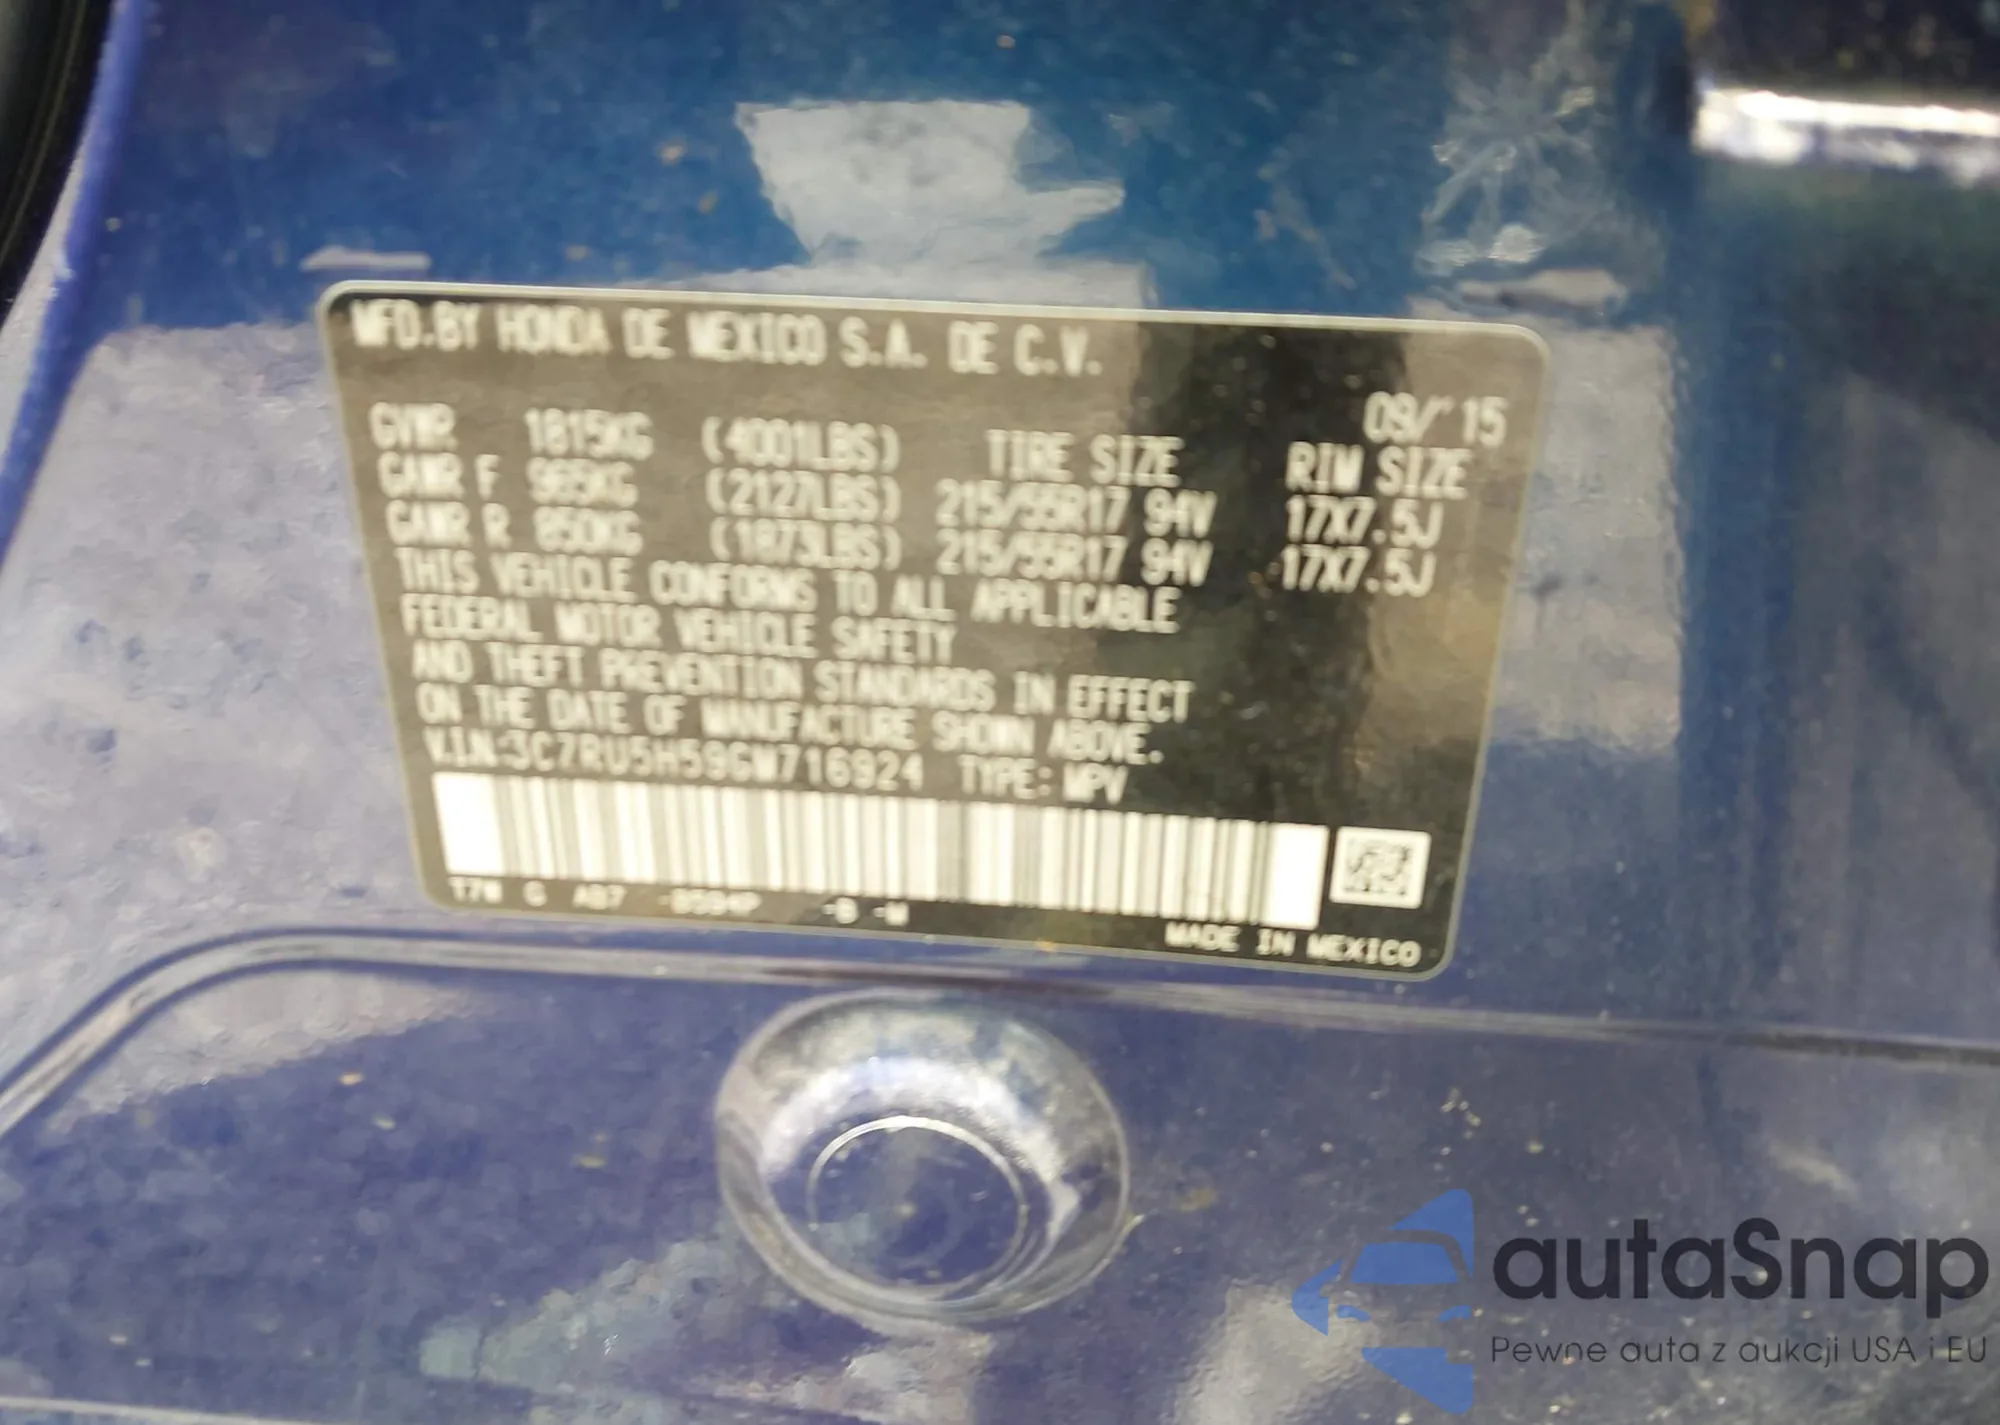 MFD.BY HONDA DE MEXICO S.A. DE C.V.
09/'15
GVWR 1815KG (4001LBS) TIRE SIZE RIM SIZE
GAWR F 965KG (2127LBS) 215/55R17 94V 17X7.5J
GAWR R 850KG (1873LBS) 215/55R17 94V 17X7.5J
THIS VEHICLE CONFORMS TO ALL APPLICABLE
FEDERAL MOTOR VEHICLE SAFETY
AND THEFT PREVENTION STANDARDS IN EFFECT
ON THE DATE OF MANUFACTURE SHOWN ABOVE.
V.I.N:3C7RU5H59GM716924 TYPE: MPV
T7W G -B -W
MADE IN MEXICO
autaSnap
Pewne auta z aukcji USA i EU